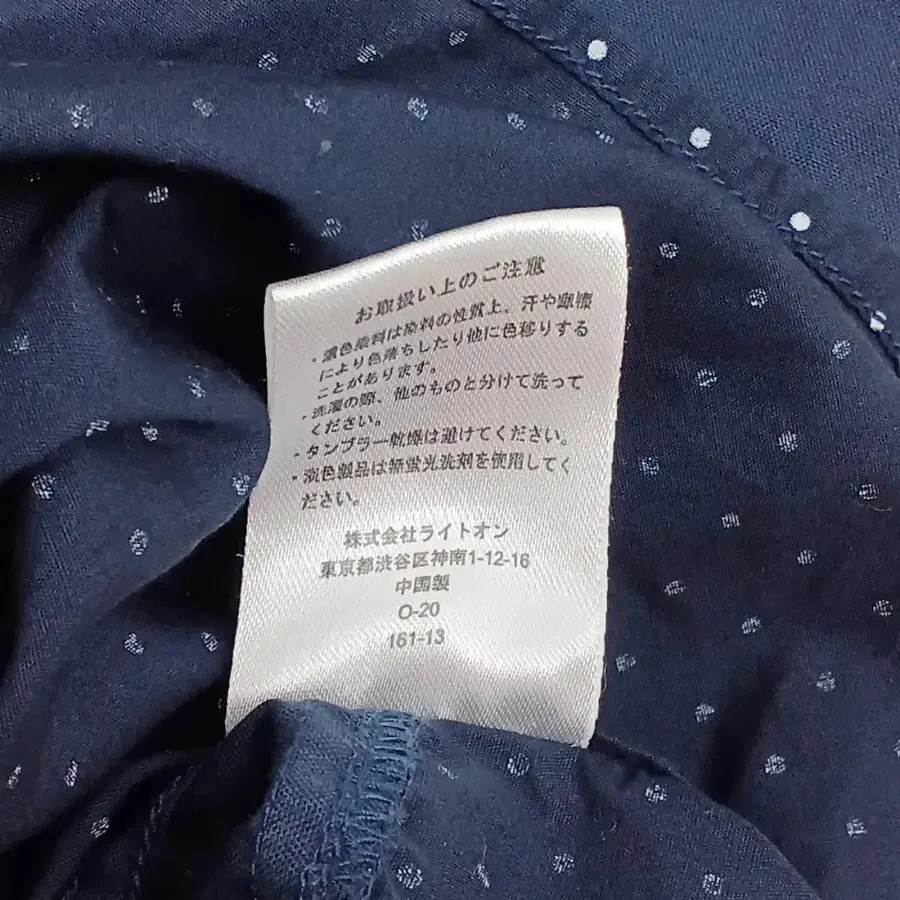 お取扱い上のご注意
・濃色染料は染料の性質上、汗や摩擦
により色落ちしたり他に色移りする
ことがあります。
・洗濯の際、他のものと分けて洗って
ください。
・タンブラー乾燥は避けてください。
・淡色製品は無蛍光洗剤を使用してく
ださい。
株式会社ライトオン
東京都渋谷区神南1-12-16
中国製
O-20
161-13